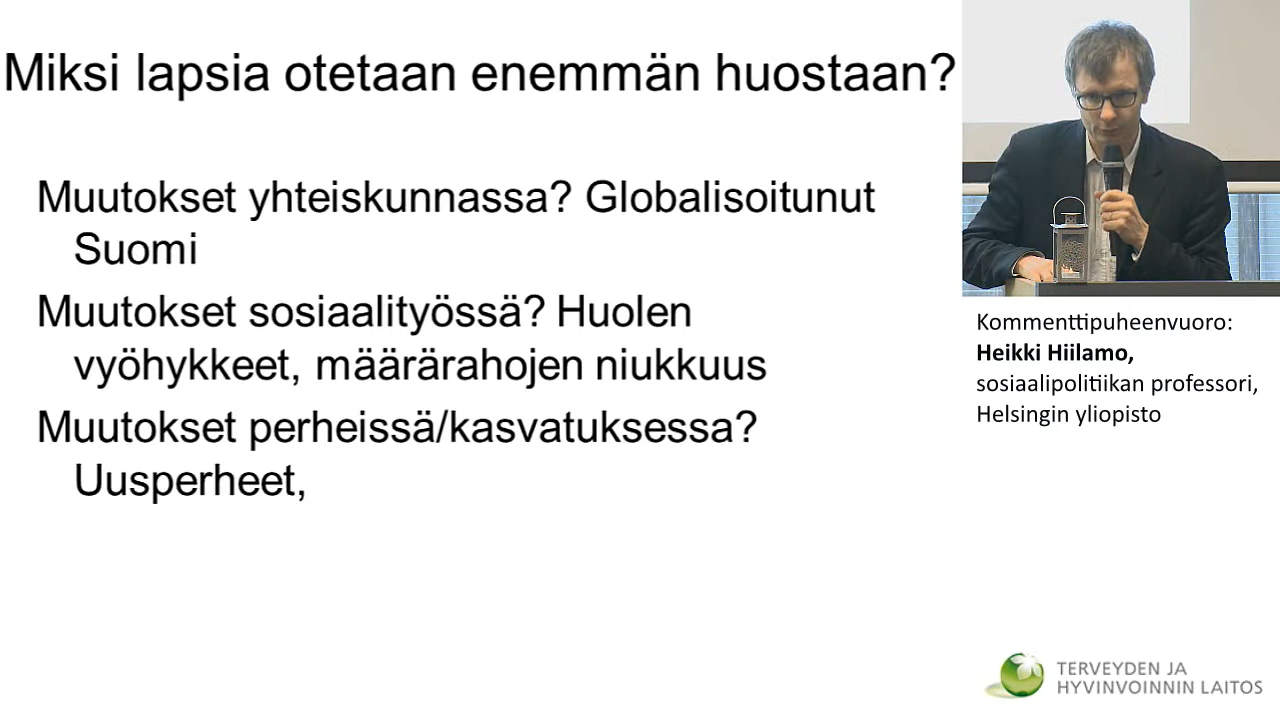 Miksi lapsia otetaan enemmän huostaan?
Muutokset yhteiskunnassa? Globalisoitunut
Suomi
Muutokset sosiaalityössä? Huolen
vyöhykkeet, määrärahojen niukkuus
Muutokset perheissä/kasvatuksessa?
Uusperheet,
Kommenttipuheenvuoro:
Heikki Hiilamo,
sosiaalipolitiikan professori,
Helsingin yliopisto
TERVEYDEN JA
HYVINVOINNIN LAITOS